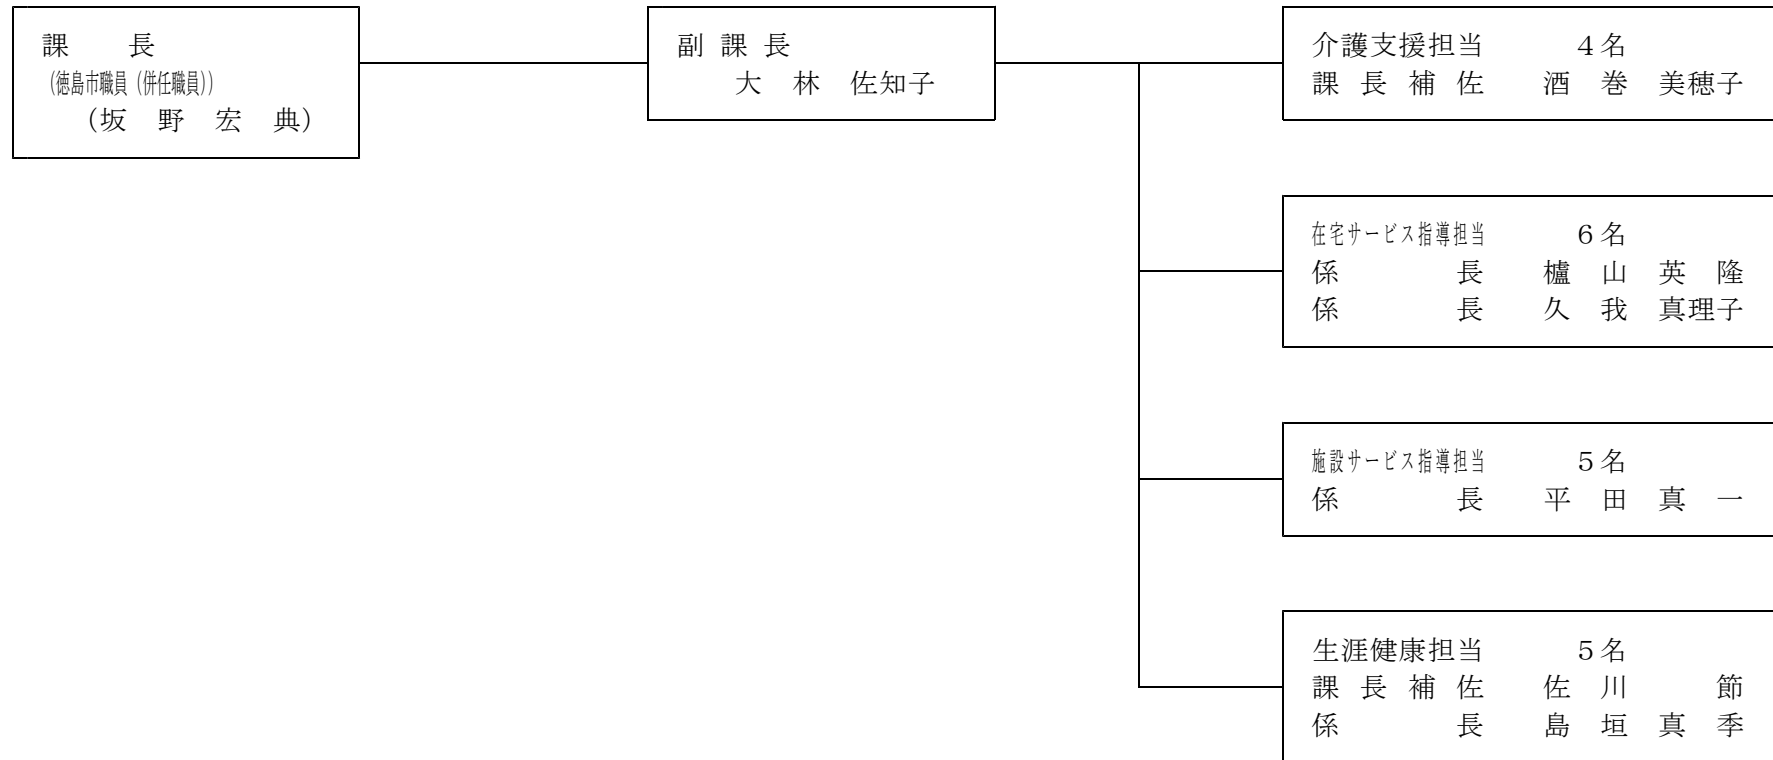 課　　長
(徳島市職員（併任職員))
（坂　野　宏　典）
副 課 長
大　林　佐知子
介護支援担当　　　４名
課 長 補 佐　　酒　巻　美穂子
在宅サービス指導担当　　　６名
係　　　　長　　櫨　山　英　隆
係　　　　長　　久　我　真理子
施設サービス指導担当　　　５名
係　　　　長　　平　田　真　一
生涯健康担当　　　５名
課 長 補 佐　　佐　川　　　節
係　　　　長　　島　垣　真　季